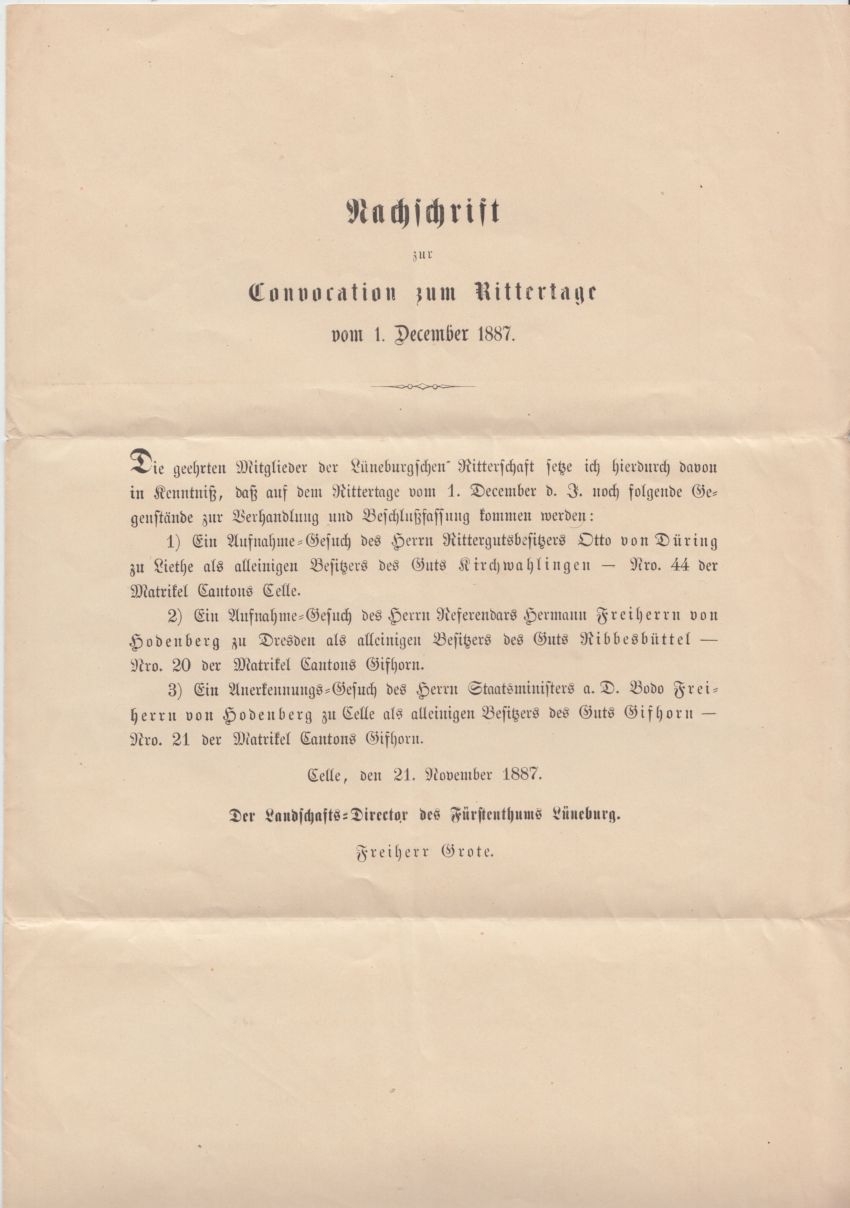 Nachschrift
zur
Convocation zum Rittertage
vom 1. December 1887.
Die geehrten Mitglieder der Lüneburgschen Ritterschaft setze ich hierdurch davon
in Kenntniß, daß auf dem Rittertage vom 1. December d. J. noch folgende Ge-
genstände zur Verhandlung und Beschlußfassung kommen werden:
1) Ein Aufnahme-Gesuch des Herrn Rittergutsbesitzers Otto von Düring
zu Liethe als alleinigen Besitzers des Guts Kirchwahlingen — Nro. 44 der
Matrikel Cantons Celle.
2) Ein Aufnahme-Gesuch des Herrn Referendars Hermann Freiherrn von
Hodenberg zu Dresden als alleinigen Besitzers des Guts Ribbesbüttel —
Nro. 20 der Matrikel Cantons Gifhorn.
3) Ein Anerkennungs-Gesuch des Herrn Staatsministers a. D. Bodo Frei-
herrn von Hodenberg zu Celle als alleinigen Besitzers des Guts Gifhorn —
Nro. 21 der Matrikel Cantons Gifhorn.
Celle, den 21. November 1887.
Der Landschafts-Director des Fürstenthums Lüneburg.
Freiherr Grote.